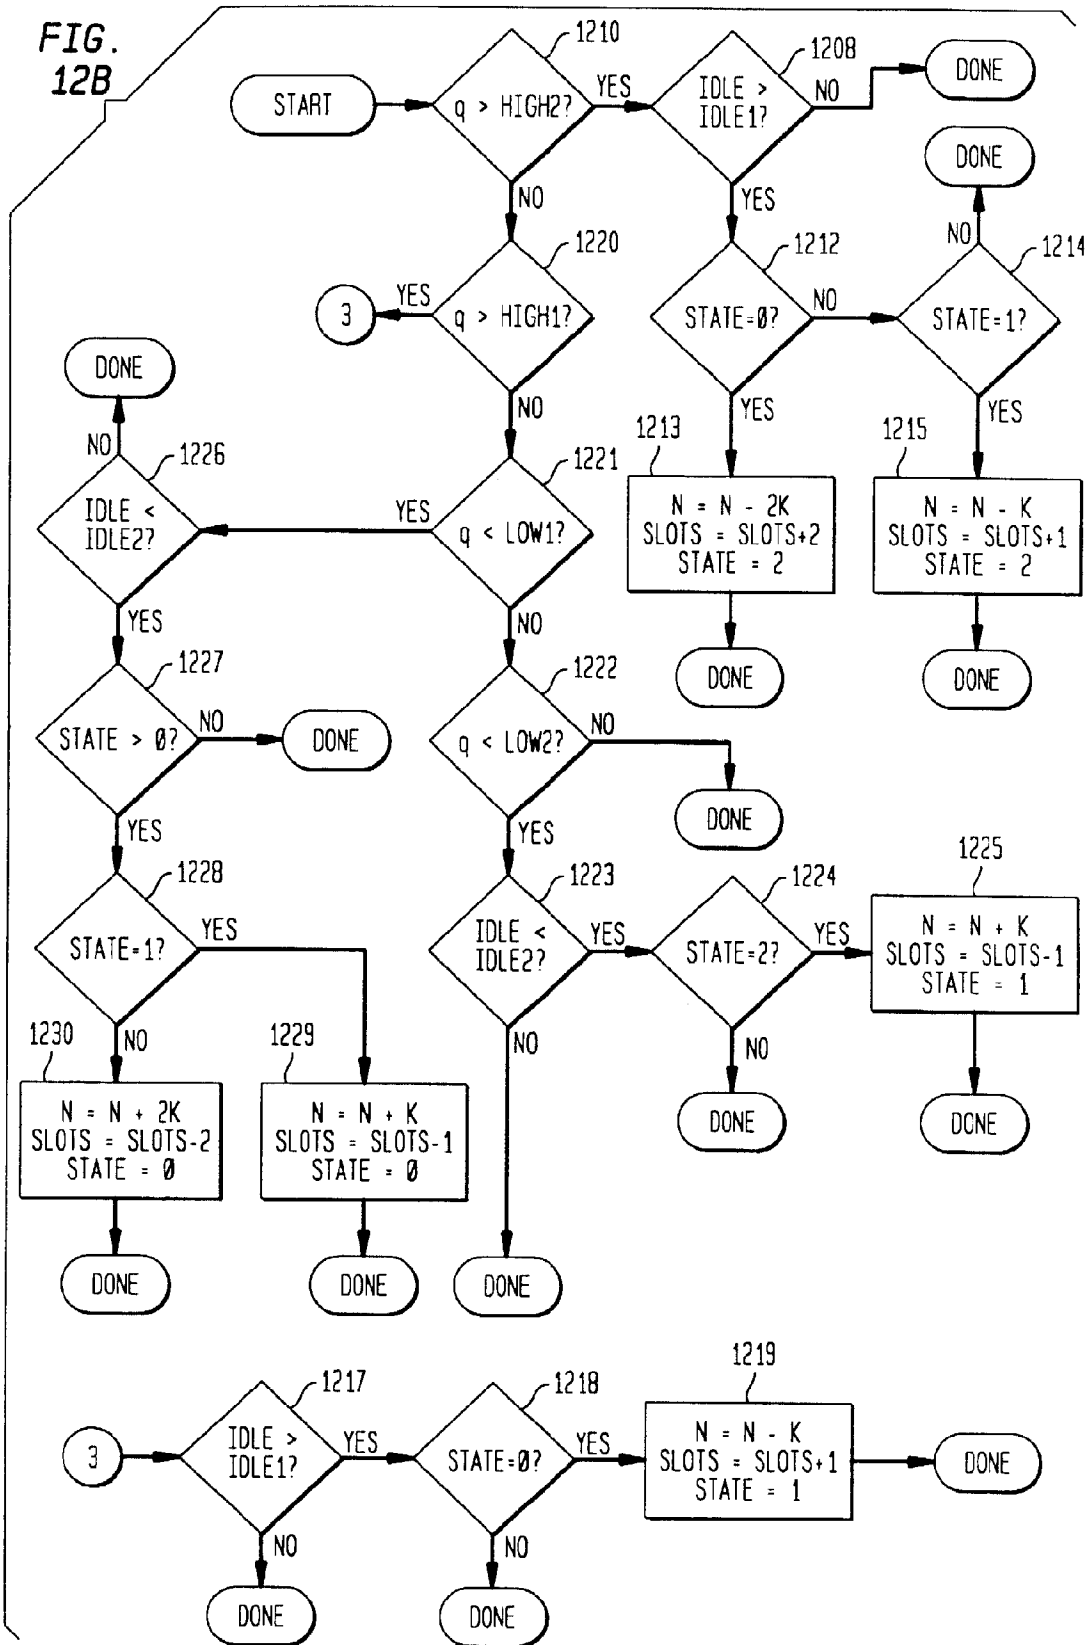 FIG.
12B
START
1210
q > HIGH2?
YES
NO
1208
IDLE >
IDLE1?
NO
DONE
YES
1220
q > HIGH1?
YES
3
NO
1212
STATE=0?
NO
YES
1214
STATE=1?
NO
DONE
YES
1213
N = N - 2K
SLOTS = SLOTS+2
STATE = 2
DONE
1215
N = N - K
SLOTS = SLOTS+1
STATE = 2
DONE
1221
q < LOW1?
YES
NO
1226
IDLE <
IDLE2?
NO
DONE
YES
1227
STATE > 0?
NO
DONE
YES
1228
STATE=1?
YES
NO
1230
N = N + 2K
SLOTS = SLOTS-2
STATE = 0
DONE
1229
N = N + K
SLOTS = SLOTS-1
STATE = 0
DONE
1222
q < LOW2?
NO
DONE
YES
1223
IDLE <
IDLE2?
YES
NO
DONE
1224
STATE=2?
YES
NO
DONE
1225
N = N + K
SLOTS = SLOTS-1
STATE = 1
DONE
3
1217
IDLE >
IDLE1?
YES
NO
DONE
1218
STATE=0?
YES
NO
DONE
1219
N = N - K
SLOTS = SLOTS+1
STATE = 1
DONE